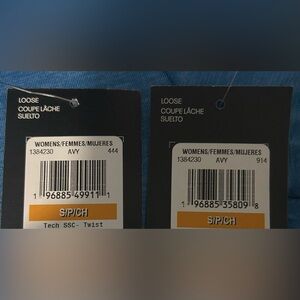 LOOSE
COUPE LÂCHE
SUELTO
WOMENS/FEMMES/MUJERES
1384230 AVY 444
1 96885 49911 1
S/P/CH
Tech SSC- Twist
LOOSE
COUPE LÂCHE
SUELTO
WOMENS/FEMMES/MUJERES
1384230 AVY 914
1 96885 35809 8
S/P/CH